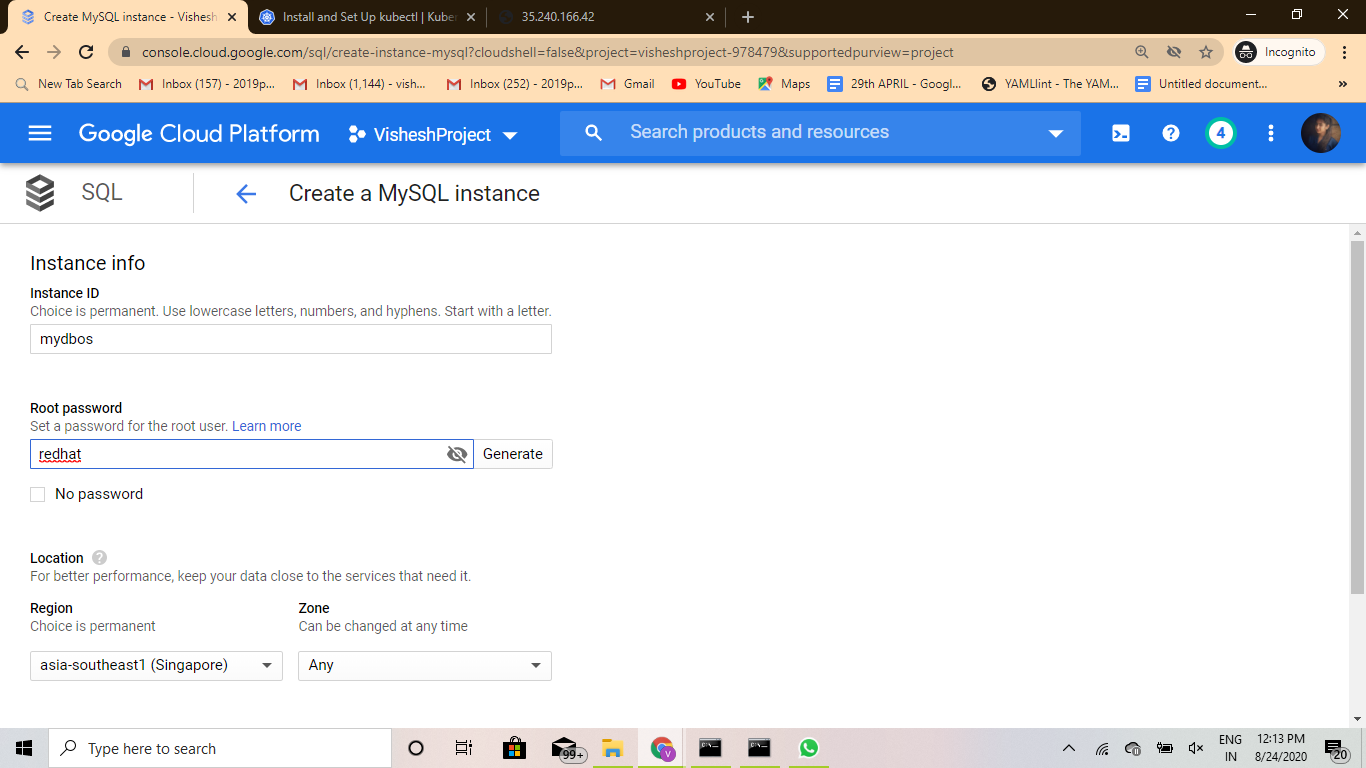 Create MySQL instance - Vishesh
Install and Set Up kubectl | Kuber
35.240.166.42
console.cloud.google.com/sql/create-instance-mysql?cloudshell=false&project=visheshproject-978479&supportedpurview=project
Incognito
New Tab Search
Inbox (157) - 2019p...
Inbox (1,144) - vish...
Inbox (252) - 2019p...
Gmail
YouTube
Maps
29th APRIL - Googl...
YAMLlint - The YAM...
Untitled document...
»
Google Cloud Platform
VisheshProject
Search products and resources
4
SQL
Create a MySQL instance
Instance info
Instance ID
Choice is permanent. Use lowercase letters, numbers, and hyphens. Start with a letter.
mydbos
Root password
Set a password for the root user. Learn more
redhat
Generate
No password
Location ?
For better performance, keep your data close to the services that need it.
Region
Choice is permanent
asia-southeast1 (Singapore)
Zone
Can be changed at any time
Any
Type here to search
99+
V
ENG
IN
12:13 PM
8/24/2020
20